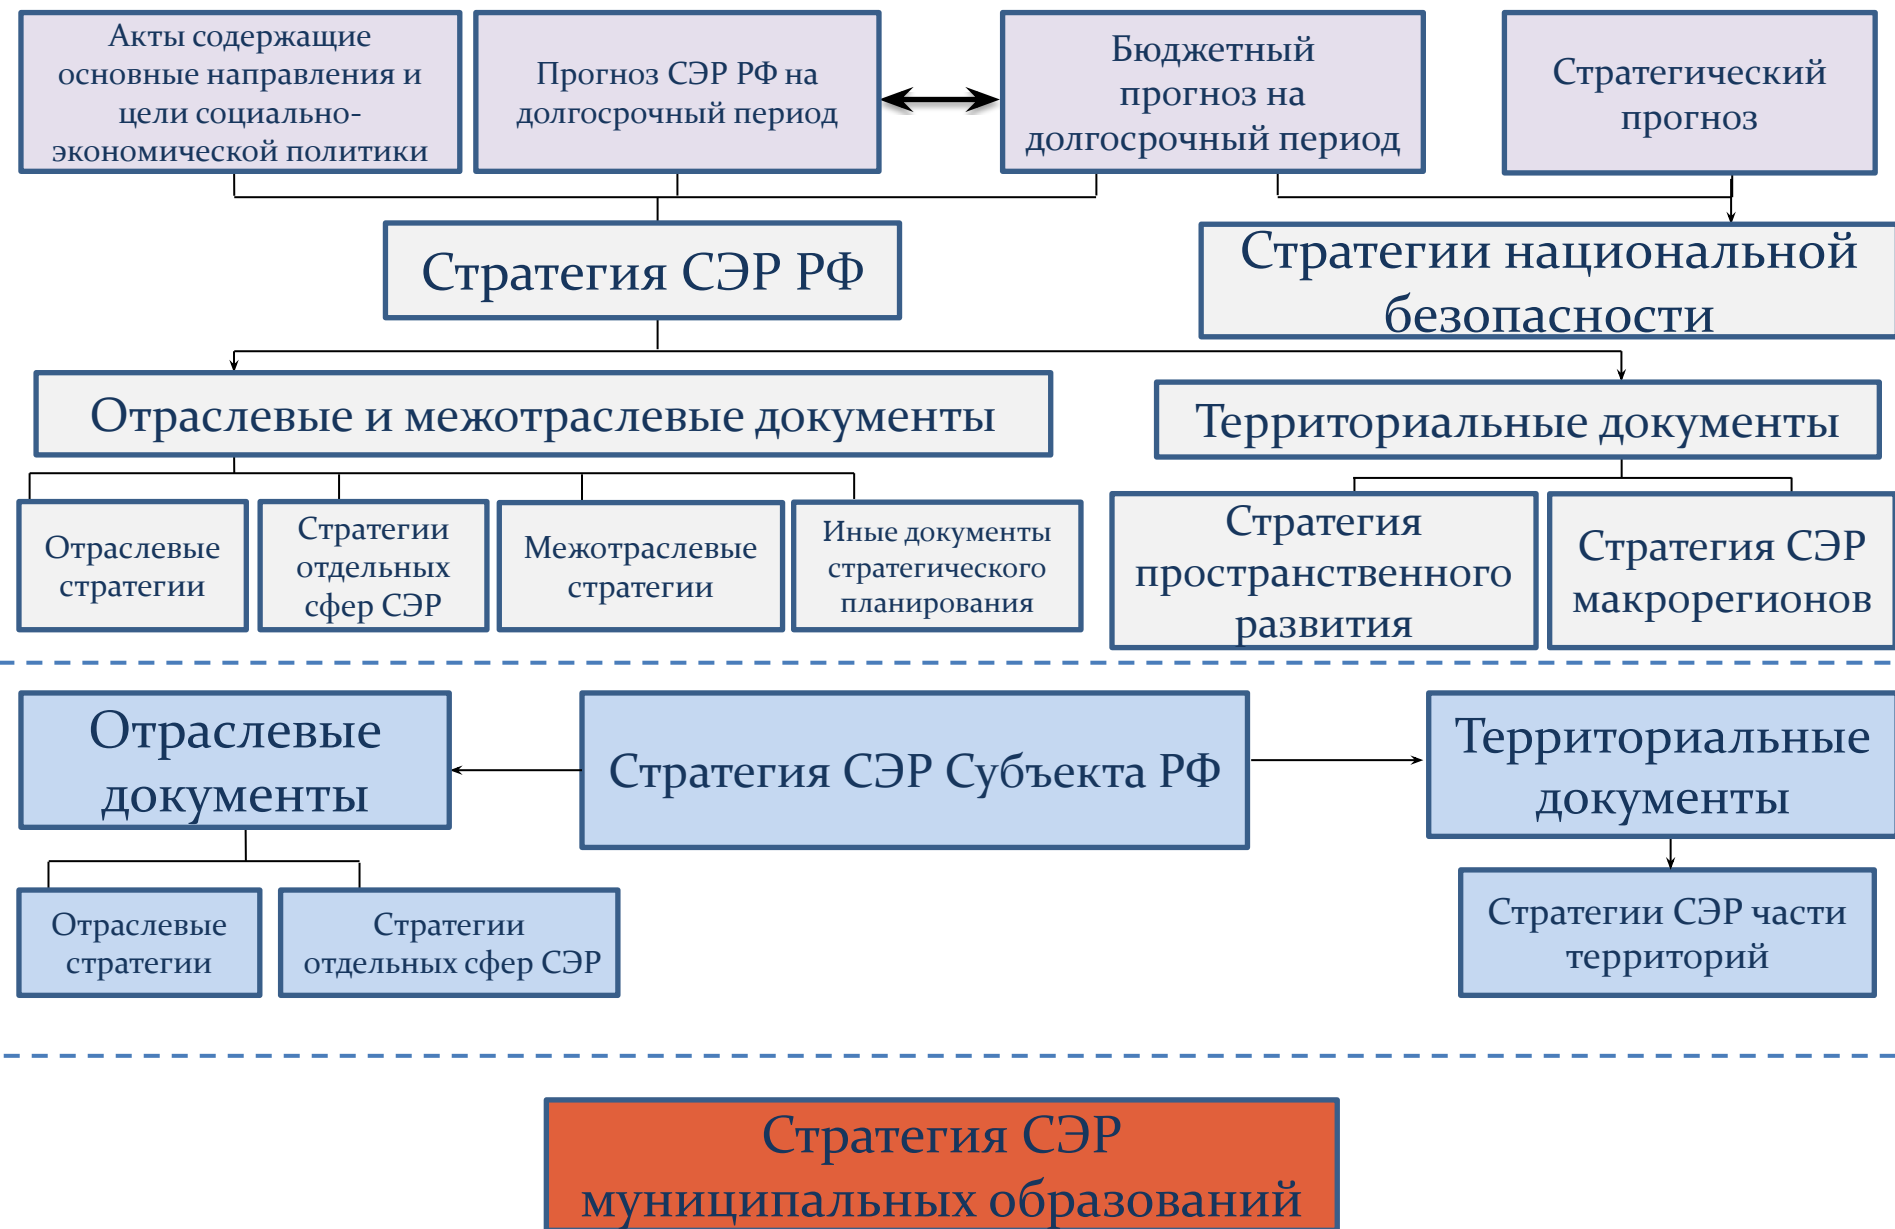 Акты содержащие
основные направления и
цели социально-
экономической политики
Прогноз СЭР РФ на
долгосрочный период
Бюджетный
прогноз на
долгосрочный период
Стратегический
прогноз
Стратегия СЭР РФ
Стратегии национальной
безопасности
Отраслевые и межотраслевые документы
Территориальные документы
Отраслевые
стратегии
Стратегии
отдельных
сфер СЭР
Межотраслевые
стратегии
Иные документы
стратегического
планирования
Стратегия
пространственного
развития
Стратегия СЭР
макрорегионов
Отраслевые
документы
Стратегия СЭР Субъекта РФ
Территориальные
документы
Отраслевые
стратегии
Стратегии
отдельных сфер СЭР
Стратегии СЭР части
территорий
Стратегия СЭР
муниципальных образований